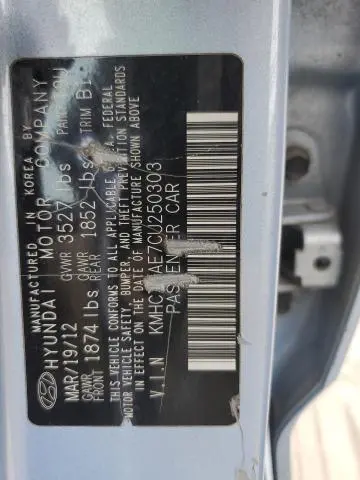 MANUFACTURED IN KOREA BY
HYUNDAI MOTOR COMPANY
MAR/19/12 GVWR 3527 lbs PAINT
GAWR FRONT 1874 lbs GAWR REAR 1852 lbs TRIM
THIS VEHICLE CONFORMS TO ALL APPLICABLE U.S.A. FEDERAL
MOTOR VEHICLE SAFETY, BUMPER, AND THEFT PREVENTION STANDARDS
IN EFFECT ON THE DATE OF MANUFACTURE SHOWN ABOVE
V.I.N
PASSENGER CAR